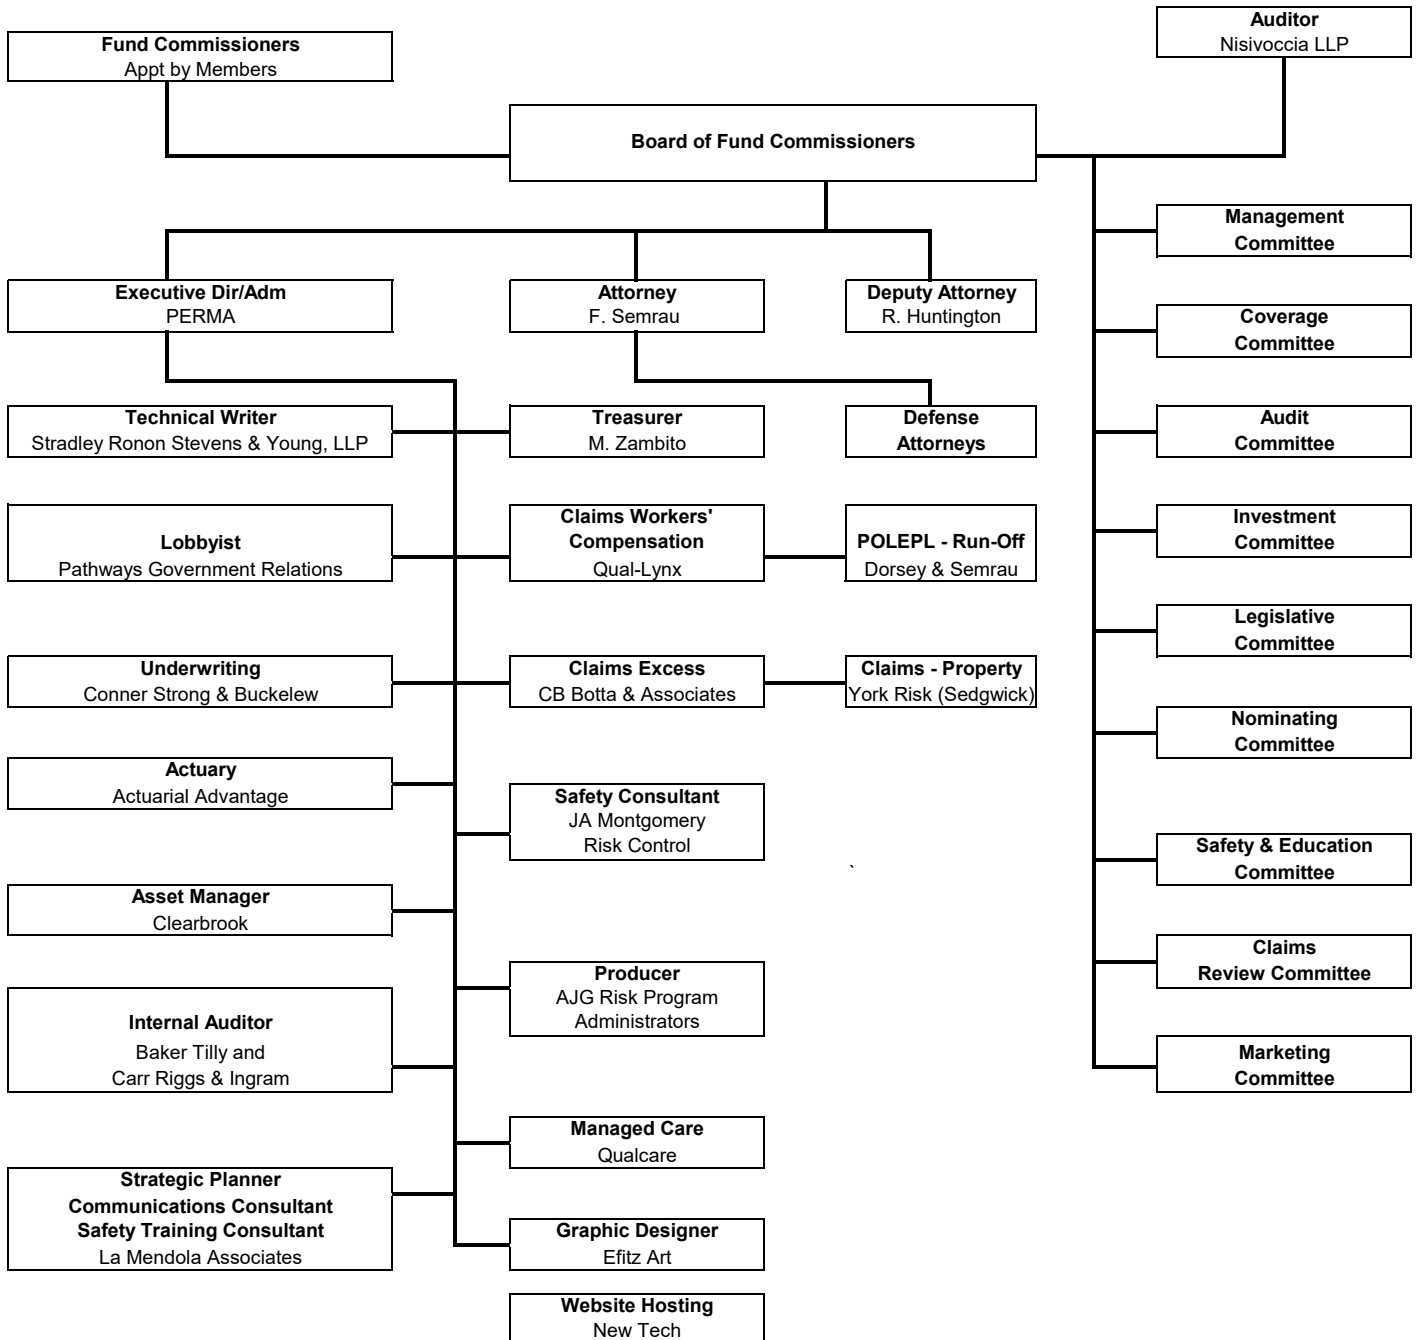 Fund Commissioners
Appt by Members
Auditor
Nisivoccia LLP
Board of Fund Commissioners
Executive Dir/Adm
PERMA
Attorney
F. Semrau
Deputy Attorney
R. Huntington
Technical Writer
Stradley Ronon Stevens & Young, LLP
Treasurer
M. Zambito
Defense
Attorneys
Lobbyist
Pathways Government Relations
Claims Workers'
Compensation
Qual-Lynx
POLEPL - Run-Off
Dorsey & Semrau
Underwriting
Conner Strong & Buckelew
Claims Excess
CB Botta & Associates
Claims - Property
York Risk (Sedgwick)
Actuary
Actuarial Advantage
Safety Consultant
JA Montgomery
Risk Control
`
Asset Manager
Clearbrook
Producer
AJG Risk Program
Administrators
Internal Auditor
Baker Tilly and
Carr Riggs & Ingram
Managed Care
Qualcare
Strategic Planner
Communications Consultant
Safety Training Consultant
La Mendola Associates
Graphic Designer
Efitz Art
Website Hosting
New Tech
Management
Committee
Coverage
Committee
Audit
Committee
Investment
Committee
Legislative
Committee
Nominating
Committee
Safety & Education
Committee
Claims
Review Committee
Marketing
Committee